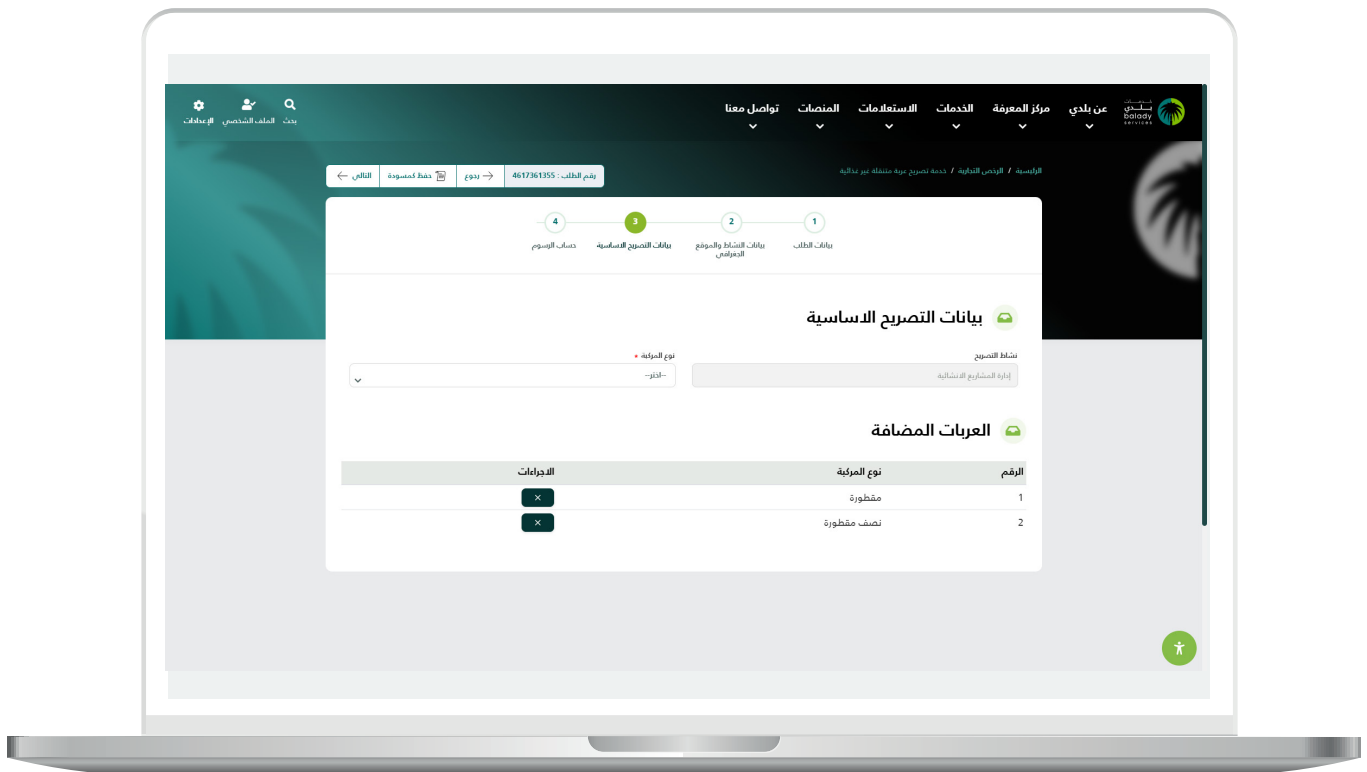 خدمات
بلدي
balady
services
عن بلدي
مركز المعرفة
الخدمات
الاستعلامات
المنصات
تواصل معنا
بحث
الملف الشخصي
الإعدادات
الرئيسية / الرخص التجارية / خدمة تصريح عربة متنقلة غير غذائية
رقم الطلب : 4617361355
رجوع
حفظ كمسودة
التالي
1
بيانات الطلب
2
بيانات النشاط والموقع
الجغرافي
3
بيانات التصريح الاساسية
4
حساب الرسوم
بيانات التصريح الاساسية
نشاط التصريح
إدارة المشاريع الانشائية
نوع المركبة *
--اختر--
العربات المضافة
الرقم نوع المركبة الاجراءات
1 مقطورة ×
2 نصف مقطورة ×